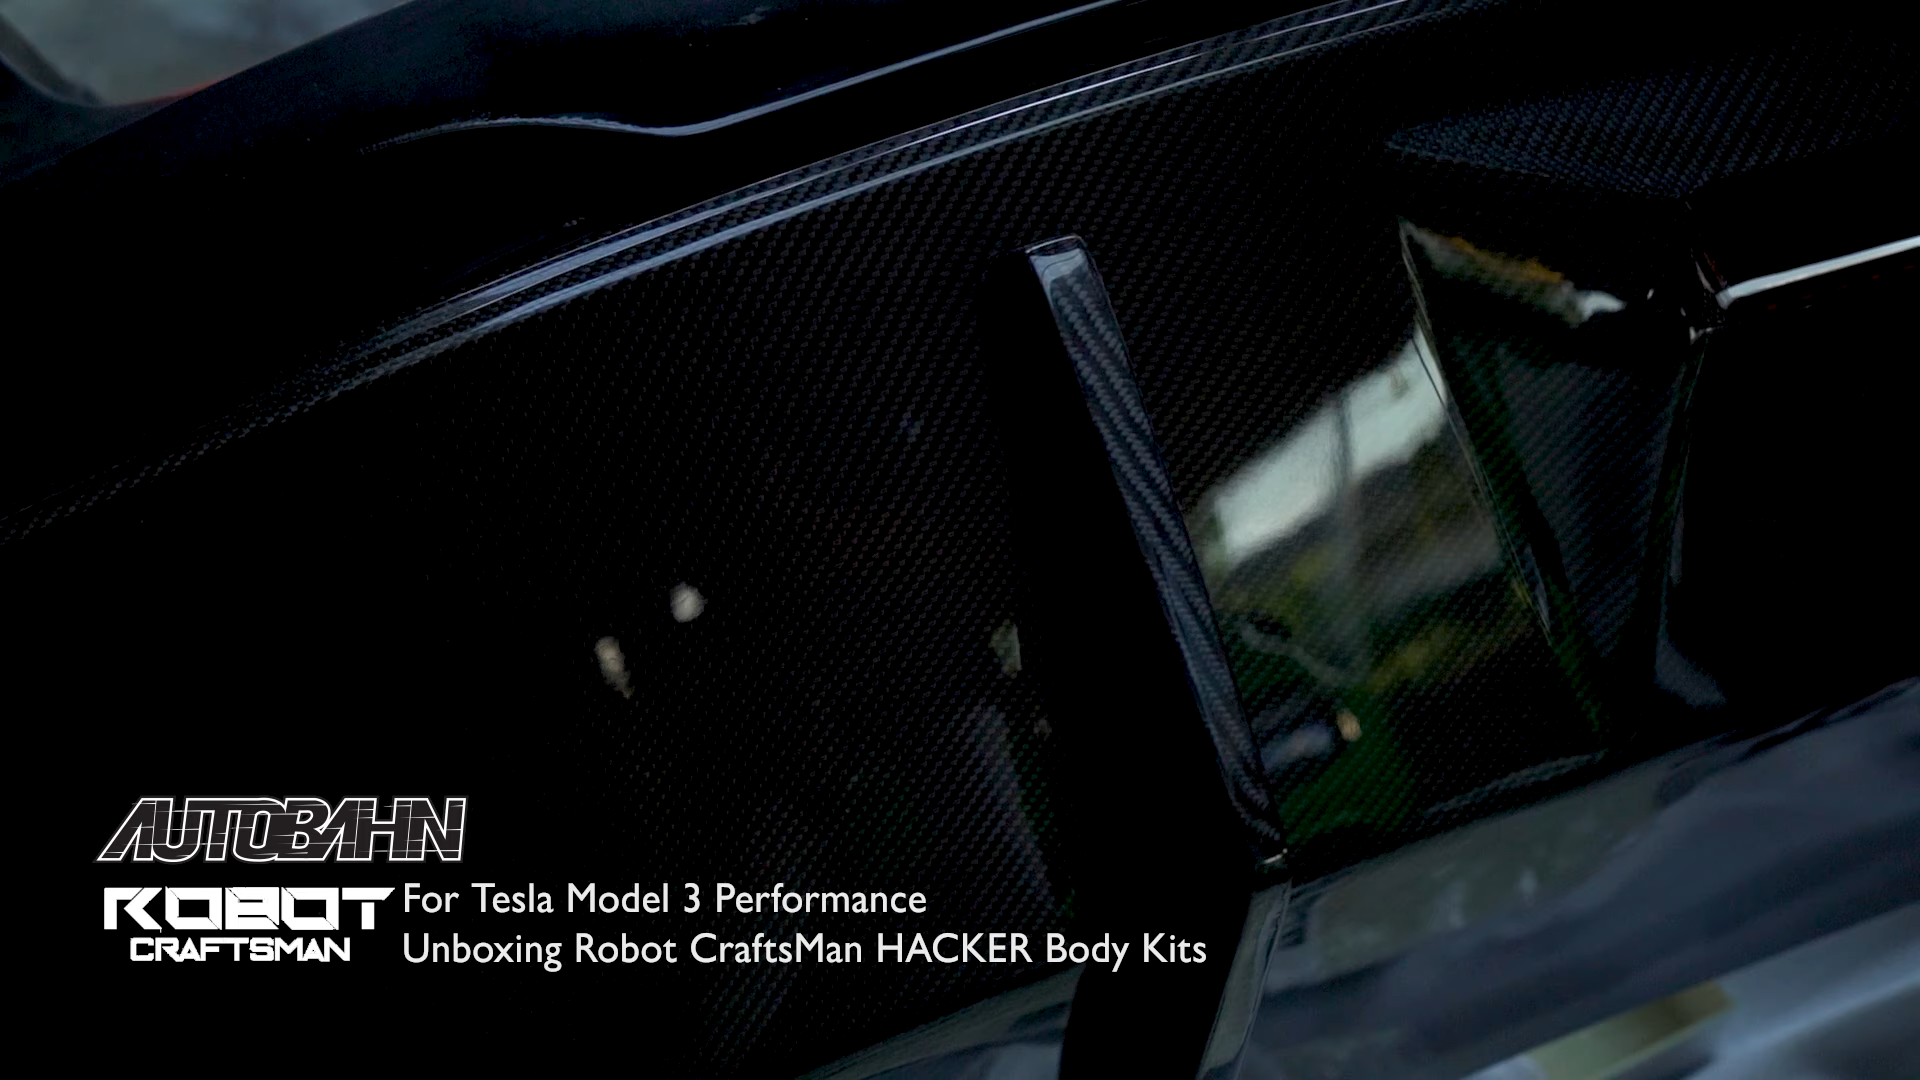 AUTOBAHN
ROBOT
CRAFTSMAN
For Tesla Model 3 Performance
Unboxing Robot CraftsMan HACKER Body Kits